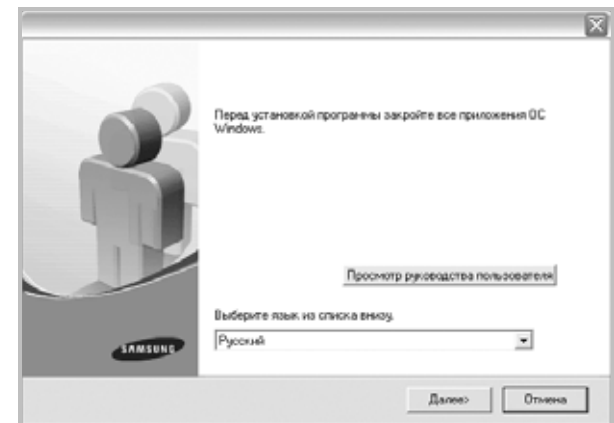 Перед установкой программы закройте все приложения ОС
Windows.
Просмотр руководства пользователя
Выберите язык из списка внизу.
Русский
SAMSUNG
Далее>
Отмена